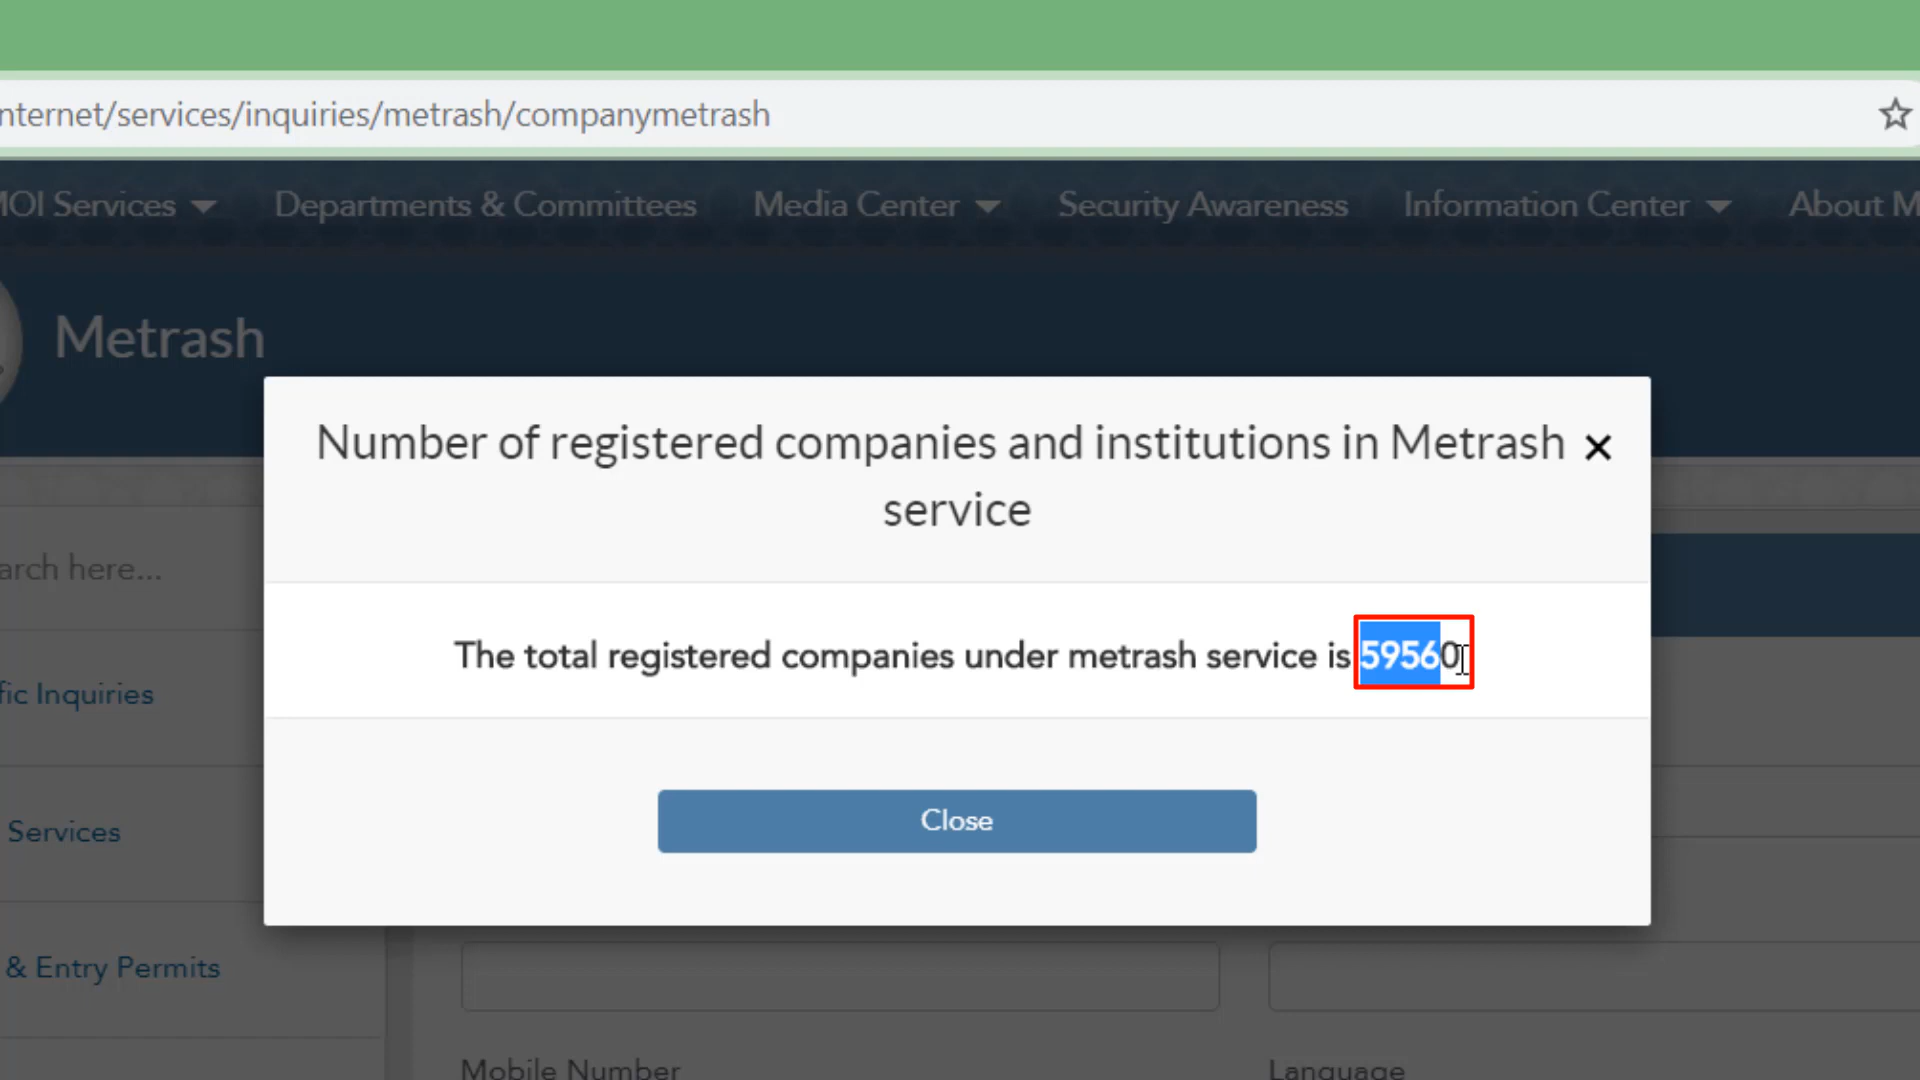 nternet/services/inquiries/metrash/companymetrash
MOI Services Departments & Committees Media Center Security Awareness Information Center About M
Metrash
Number of registered companies and institutions in Metrash
service
arch here...
The total registered companies under metrash service is 59560
fic Inquiries
Close
Services
& Entry Permits
Mobile Number Language